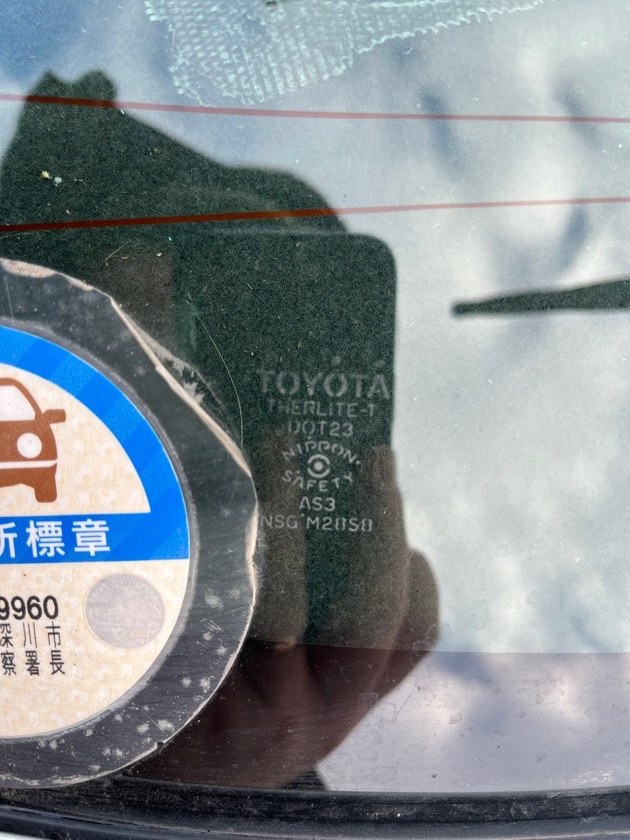 TOYOTA
THERLITE-T
DOT23
NIPPON
SAFETY
AS3
NSG M28S8
所標章
9960
深川市
察署長